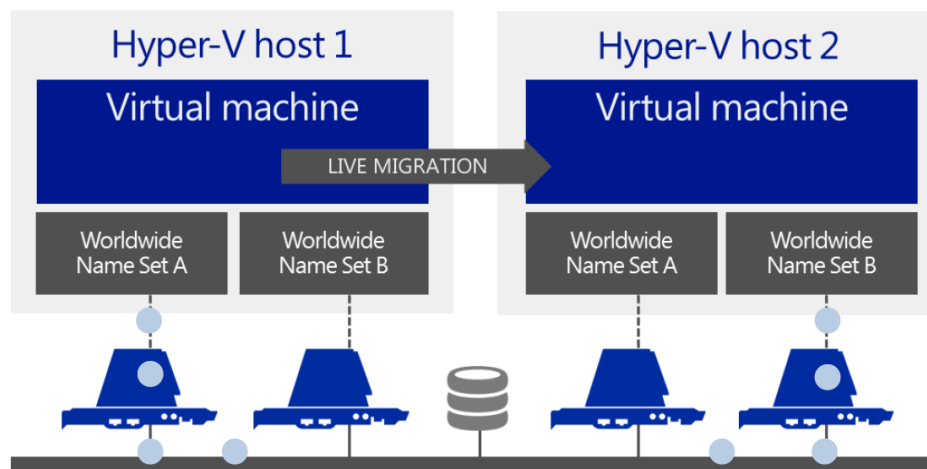 Hyper-V host 1
Virtual machine
Worldwide
Name Set A
Worldwide
Name Set B
LIVE MIGRATION
Hyper-V host 2
Virtual machine
Worldwide
Name Set A
Worldwide
Name Set B